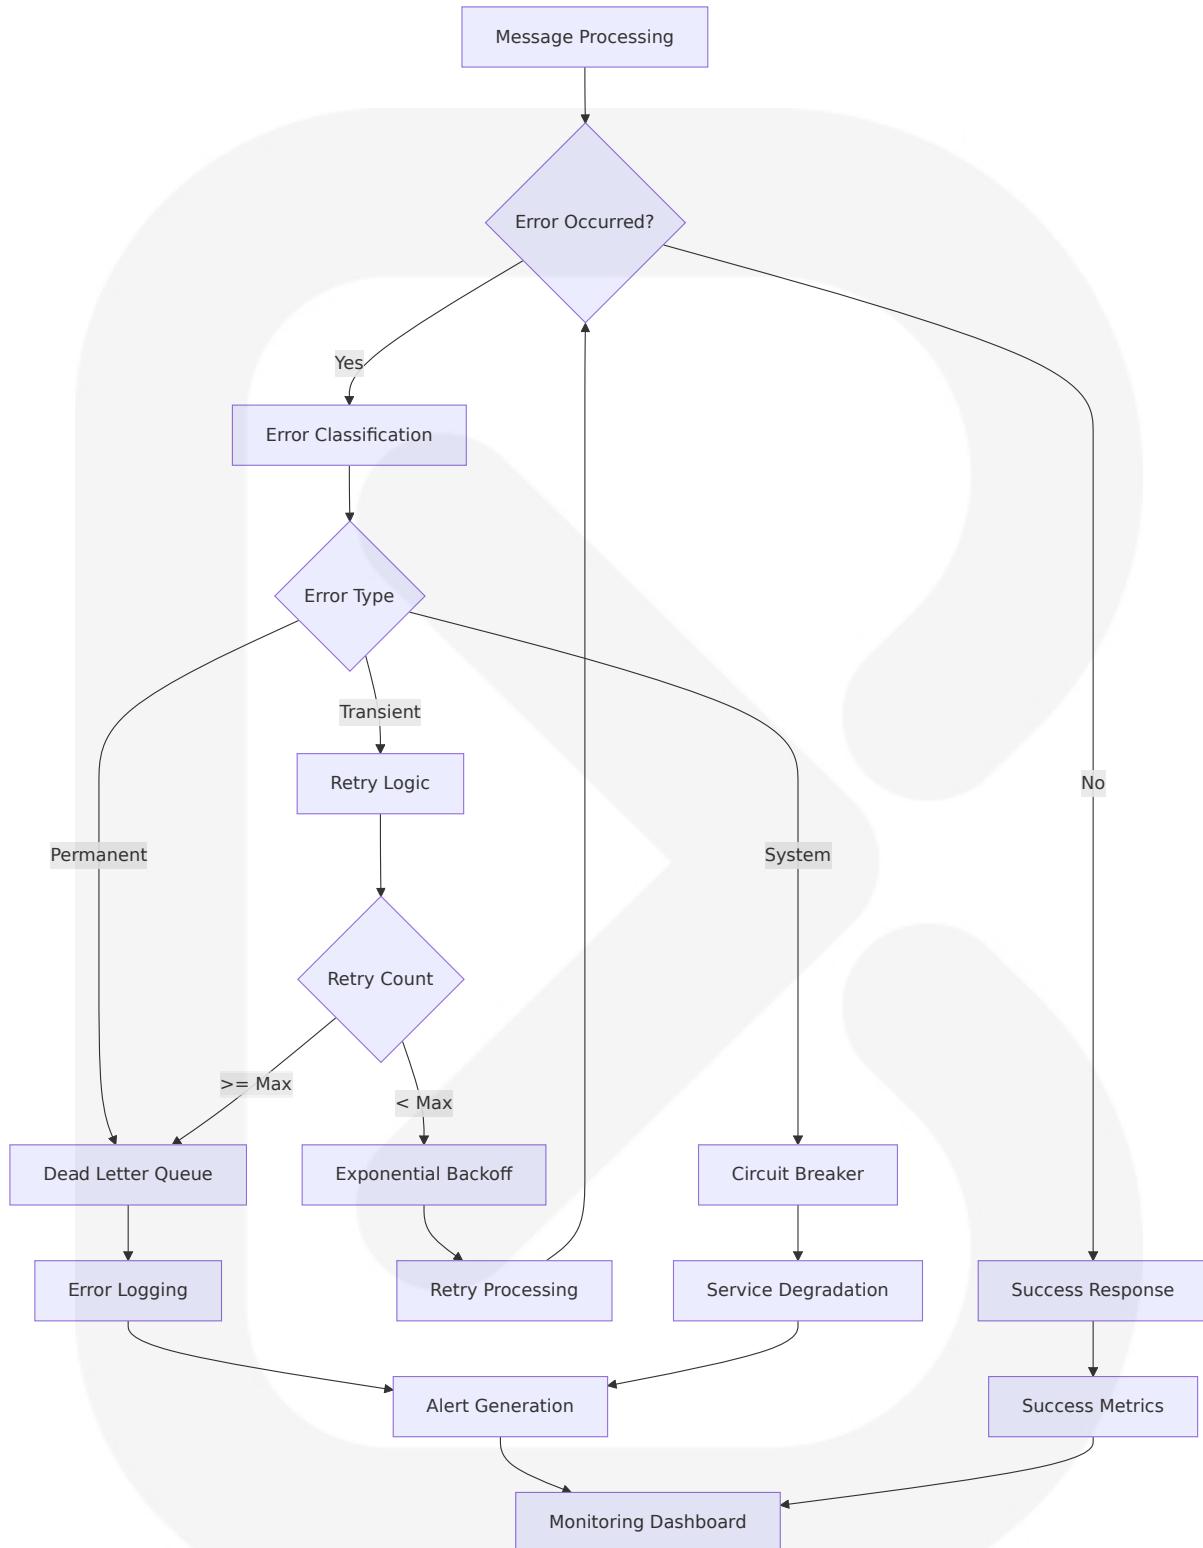 Message Processing
Error Occurred?
Yes
Error Classification
Error Type
Transient
Retry Logic
No
Permanent
System
Retry Count
>= Max
< Max
Dead Letter Queue
Exponential Backoff
Circuit Breaker
Error Logging
Retry Processing
Service Degradation
Success Response
Alert Generation
Success Metrics
Monitoring Dashboard